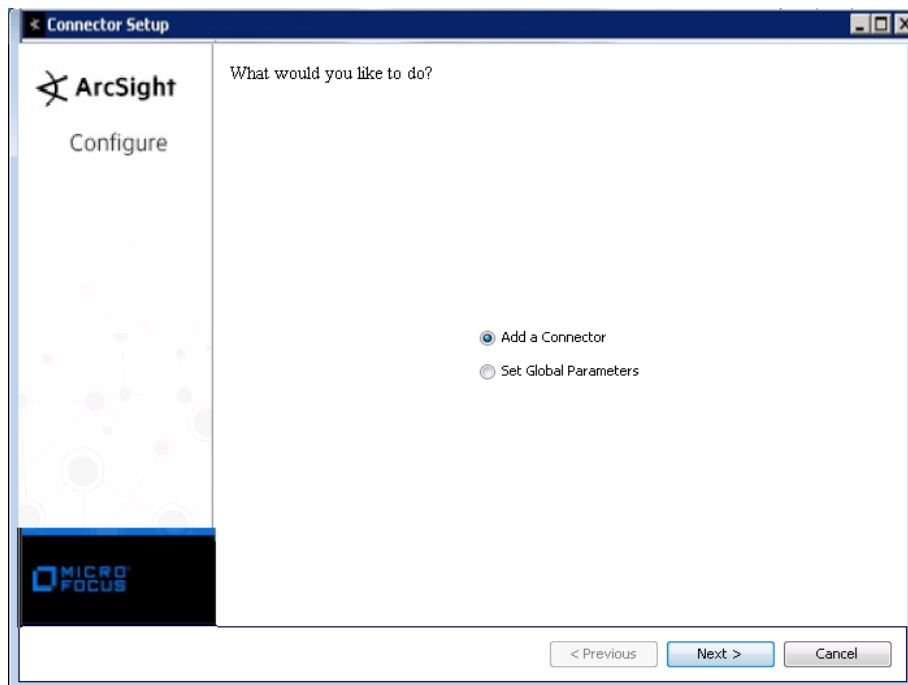 Connector Setup
ArcSight
Configure
What would you like to do?
Add a Connector
Set Global Parameters
MICRO
FOCUS
< Previous
Next >
Cancel